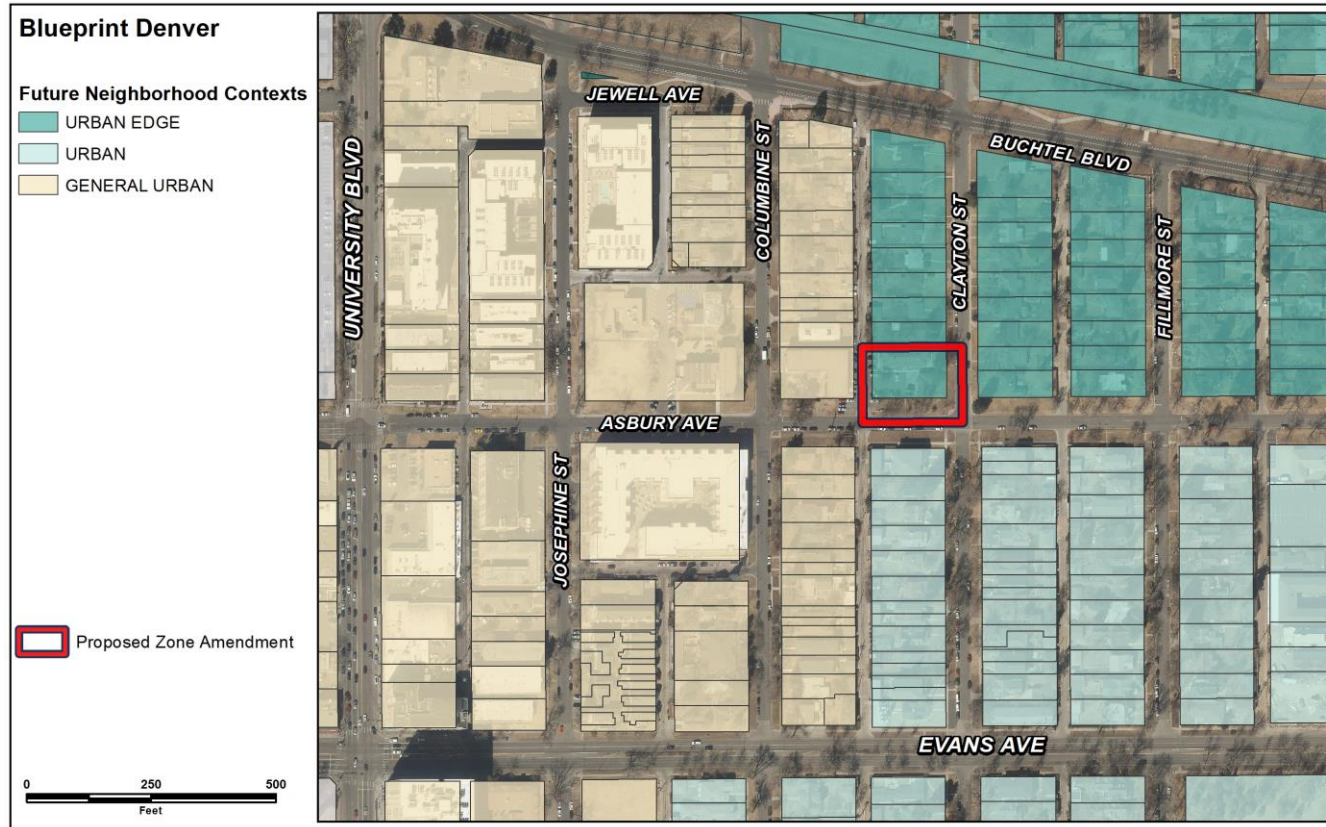 Blueprint Denver
Future Neighborhood Contexts
URBAN EDGE
URBAN
GENERAL URBAN
Proposed Zone Amendment
0 250 500
Feet
JEWELL AVE
BUCHTEL BLVD
UNIVERSITY BLVD
COLUMBINE ST
CLAYTON ST
FILLMORE ST
ASBURY AVE
JOSEPHINE ST
EVANS AVE